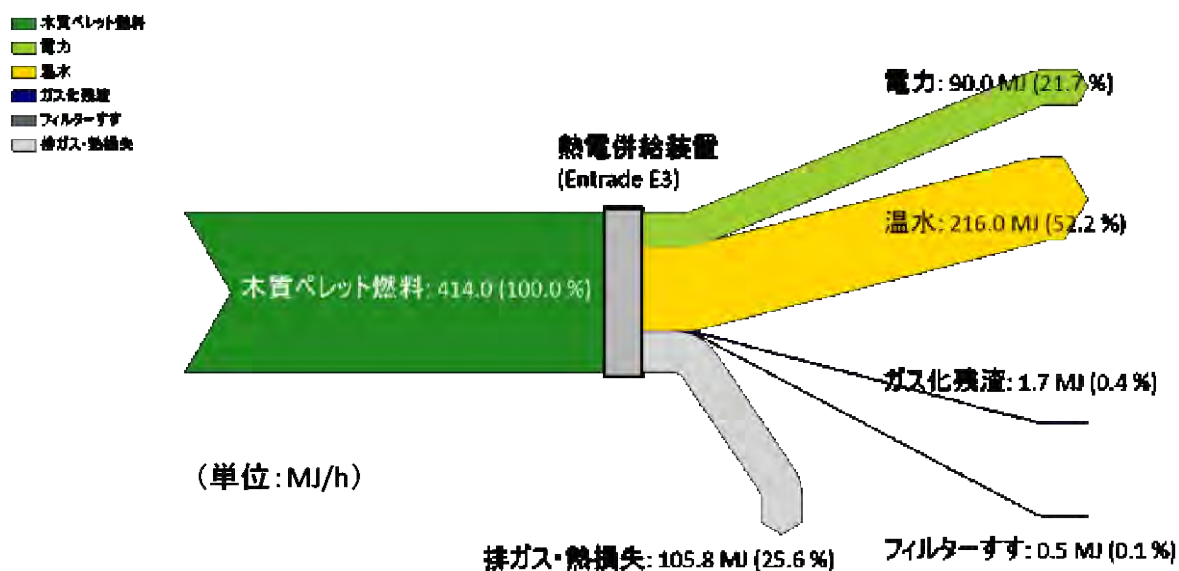 木質ペレット燃料
電力
温水
ガス化残渣
フィルターすす
排ガス・熱損失
電力: 90.0 MJ (21.7 %)
熱電併給装置
(Entrade E3)
温水: 216.0 MJ (52.2 %)
木質ペレット燃料: 414.0 (100.0 %)
ガス化残渣: 1.7 MJ (0.4 %)
（単位: MJ/h）
排ガス・熱損失: 105.8 MJ (25.6 %)
フィルターすす: 0.5 MJ (0.1 %)